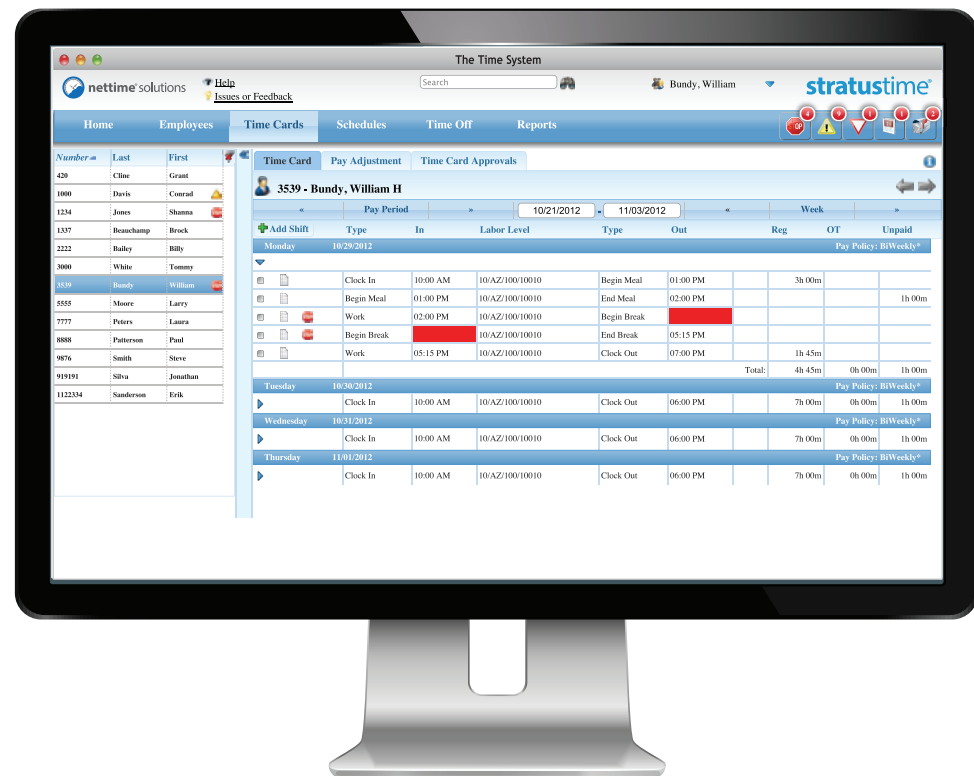 The Time System
nettime solutions
Help
Issues or Feedback
Search
Bundy, William
stratustime
Home Employees Time Cards Schedules Time Off Reports
4 9 1 1 2
Number Last First
420 Cline Grant
1000 Davis Conrad
1234 Jones Shanna
1337 Beauchamp Brock
2222 Bailey Billy
3000 White Tommy
3539 Bundy William
5555 Moore Larry
7777 Peters Laura
8888 Patterson Paul
9876 Smith Steve
919191 Silva Jonathan
1122334 Sanderson Erik
Time Card Pay Adjustment Time Card Approvals
3539 - Bundy, William H
« Pay Period » 10/21/2012 - 11/03/2012 « Week »
Add Shift Type In Labor Level Type Out Reg OT Unpaid
Monday 10/29/2012 Pay Policy: BiWeekly*
Clock In 10:00 AM 10/AZ/100/10010 Begin Meal 01:00 PM 3h 00m
Begin Meal 01:00 PM 10/AZ/100/10010 End Meal 02:00 PM 1h 00m
Work 02:00 PM 10/AZ/100/10010 Begin Break
Begin Break 10/AZ/100/10010 End Break 05:15 PM
Work 05:15 PM 10/AZ/100/10010 Clock Out 07:00 PM 1h 45m
Total: 4h 45m 0h 00m 1h 00m
Tuesday 10/30/2012 Pay Policy: BiWeekly*
Clock In 10:00 AM 10/AZ/100/10010 Clock Out 06:00 PM 7h 00m 0h 00m 1h 00m
Wednesday 10/31/2012 Pay Policy: BiWeekly*
Clock In 10:00 AM 10/AZ/100/10010 Clock Out 06:00 PM 7h 00m 0h 00m 1h 00m
Thursday 11/01/2012 Pay Policy: BiWeekly*
Clock In 10:00 AM 10/AZ/100/10010 Clock Out 06:00 PM 7h 00m 0h 00m 1h 00m